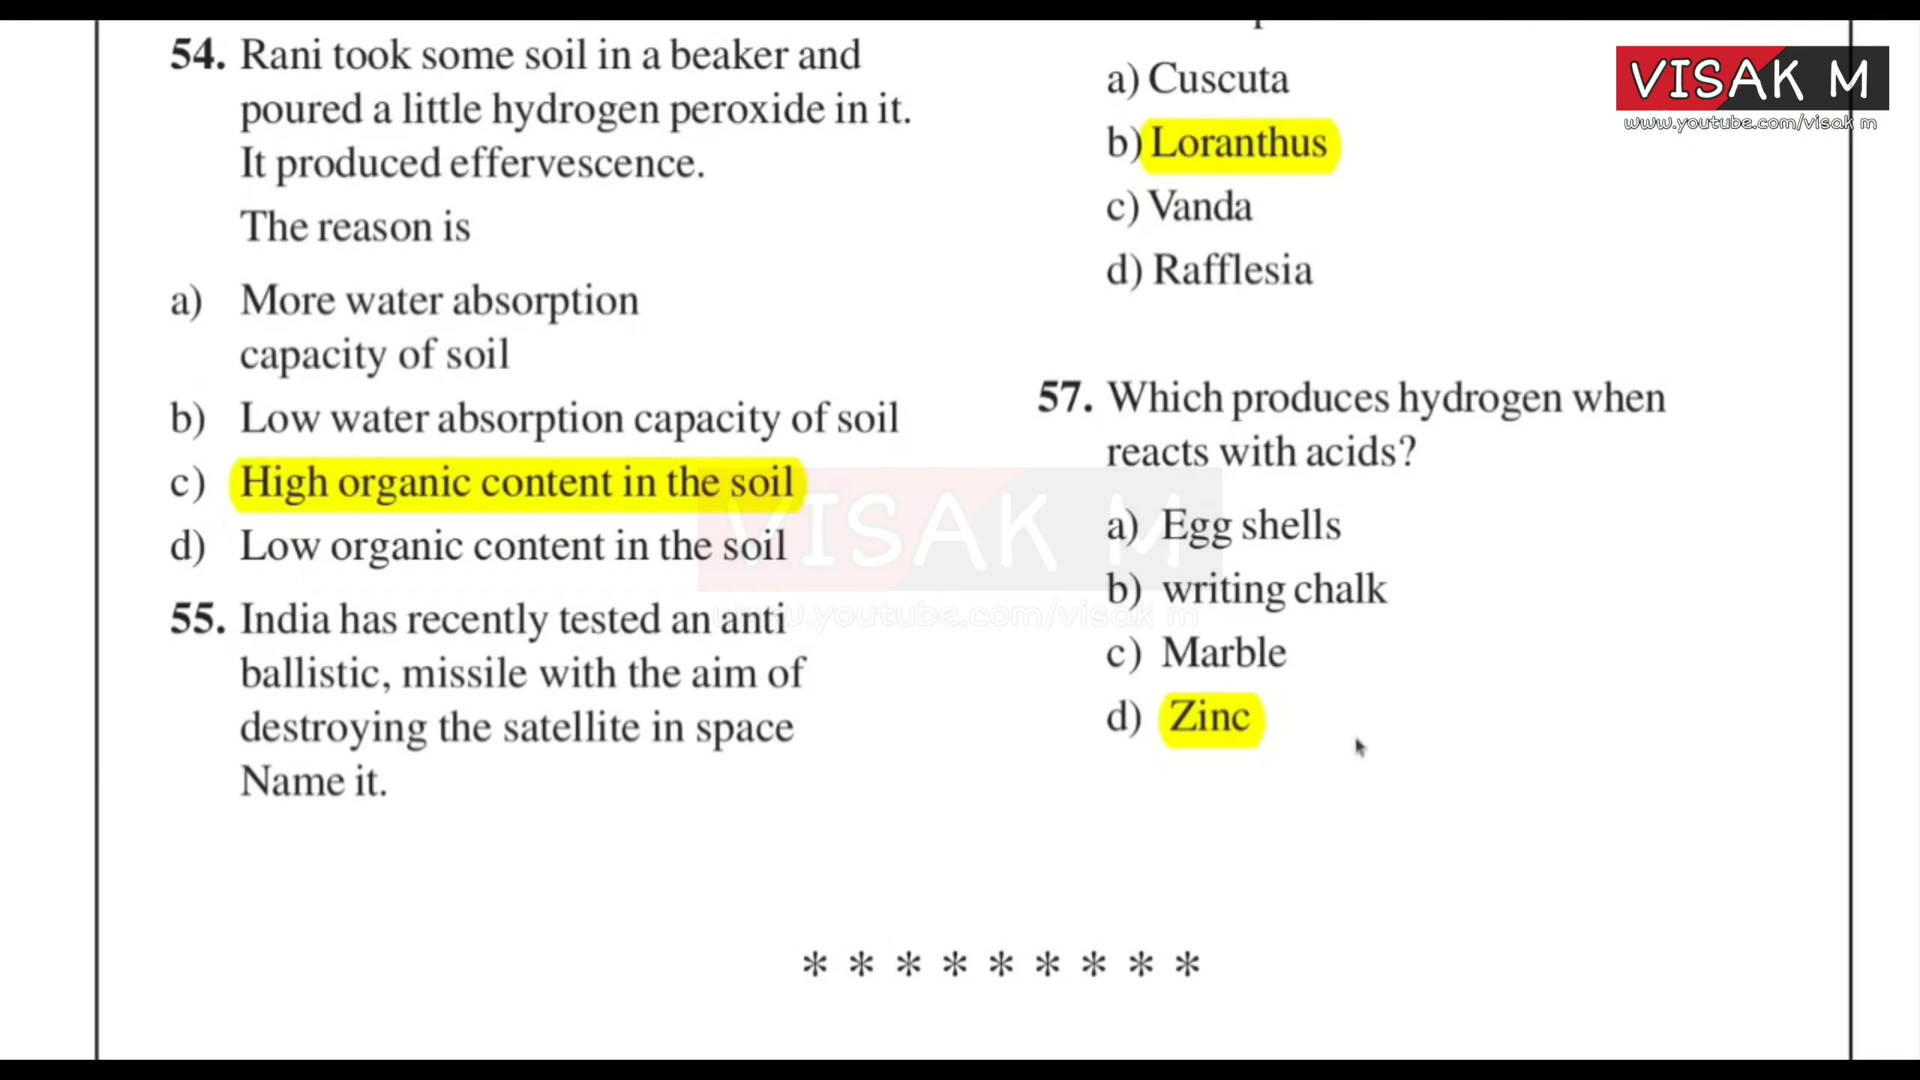 54. Rani took some soil in a beaker and
poured a little hydrogen peroxide in it.
It produced effervescence.
The reason is
a) More water absorption
capacity of soil
b) Low water absorption capacity of soil
c) High organic content in the soil
d) Low organic content in the soil
55. India has recently tested an anti
ballistic, missile with the aim of
destroying the satellite in space
Name it.
a) Cuscuta
b) Loranthus
c) Vanda
d) Rafflesia
57. Which produces hydrogen when
reacts with acids?
a) Egg shells
b) writing chalk
c) Marble
d) Zinc
* * * * * * * * *
VISAK M
www.youtube.com/visak m
VISAK M
www.youtube.com/visak m